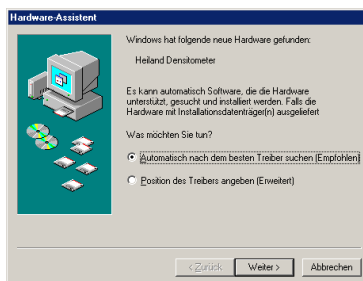 Hardware-Assistent
Windows hat folgende neue Hardware gefunden:
Heiland Densitometer
Es kann automatisch Software, die die Hardware
unterstützt, gesucht und installiert werden. Falls die
Hardware mit Installationsdatenträger(n) ausgeliefert
Was möchten Sie tun?
Automatisch nach dem besten Treiber suchen (Empfohlen)
Position des Treibers angeben (Erweitert)
< Zurück Weiter > Abbrechen